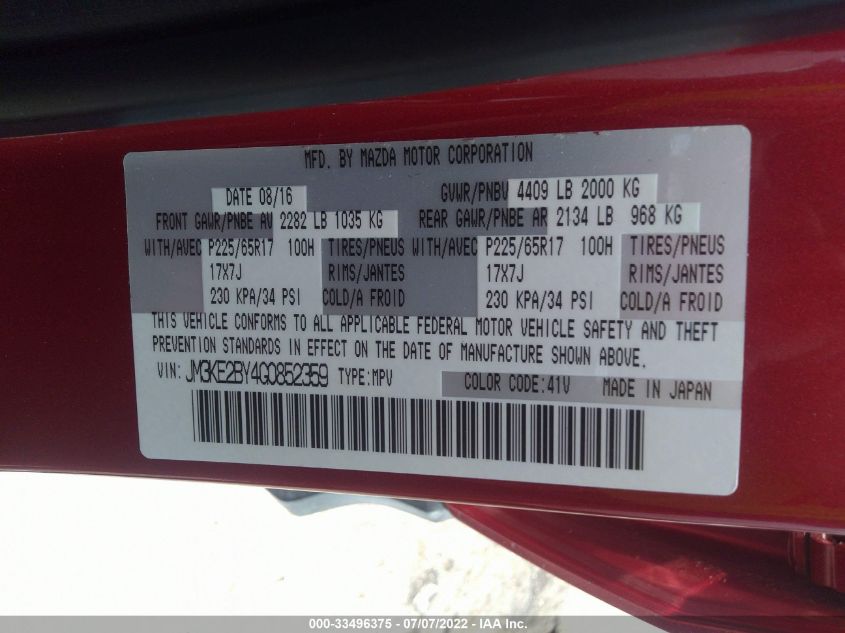 MFD. BY MAZDA MOTOR CORPORATION
DATE 08/16 GVWR/PNBV 4409 LB 2000 KG
FRONT GAWR/PNBE AV 2282 LB 1035 KG REAR GAWR/PNBE AR 2134 LB 968 KG
WITH/AVEC P225/65R17 100H TIRES/PNEUS WITH/AVEC P225/65R17 100H TIRES/PNEUS
17X7J RIMS/JANTES 17X7J RIMS/JANTES
230 KPA/34 PSI COLD/A FROID 230 KPA/34 PSI COLD/A FROID
THIS VEHICLE CONFORMS TO ALL APPLICABLE FEDERAL MOTOR VEHICLE SAFETY AND THEFT
PREVENTION STANDARDS IN EFFECT ON THE DATE OF MANUFACTURE SHOWN ABOVE.
VIN: JM3KE2BY4G0852359 TYPE:MPV COLOR CODE:41V MADE IN JAPAN
000-33496375 - 07/07/2022 - IAA Inc.